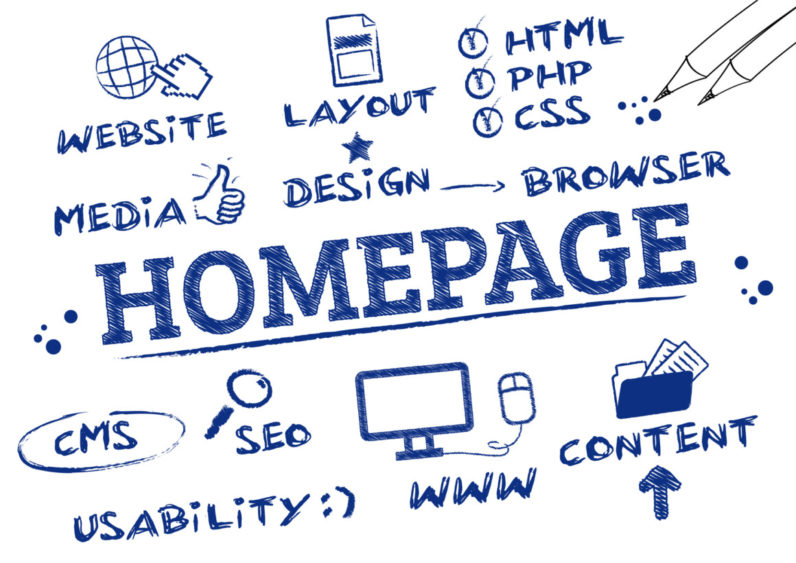 WEBSITE
LAYOUT
HTML
PHP
CSS
MEDIA
DESIGN
BROWSER
HOMEPAGE
CMS
SEO
CONTENT
WWW
USABILITY :)